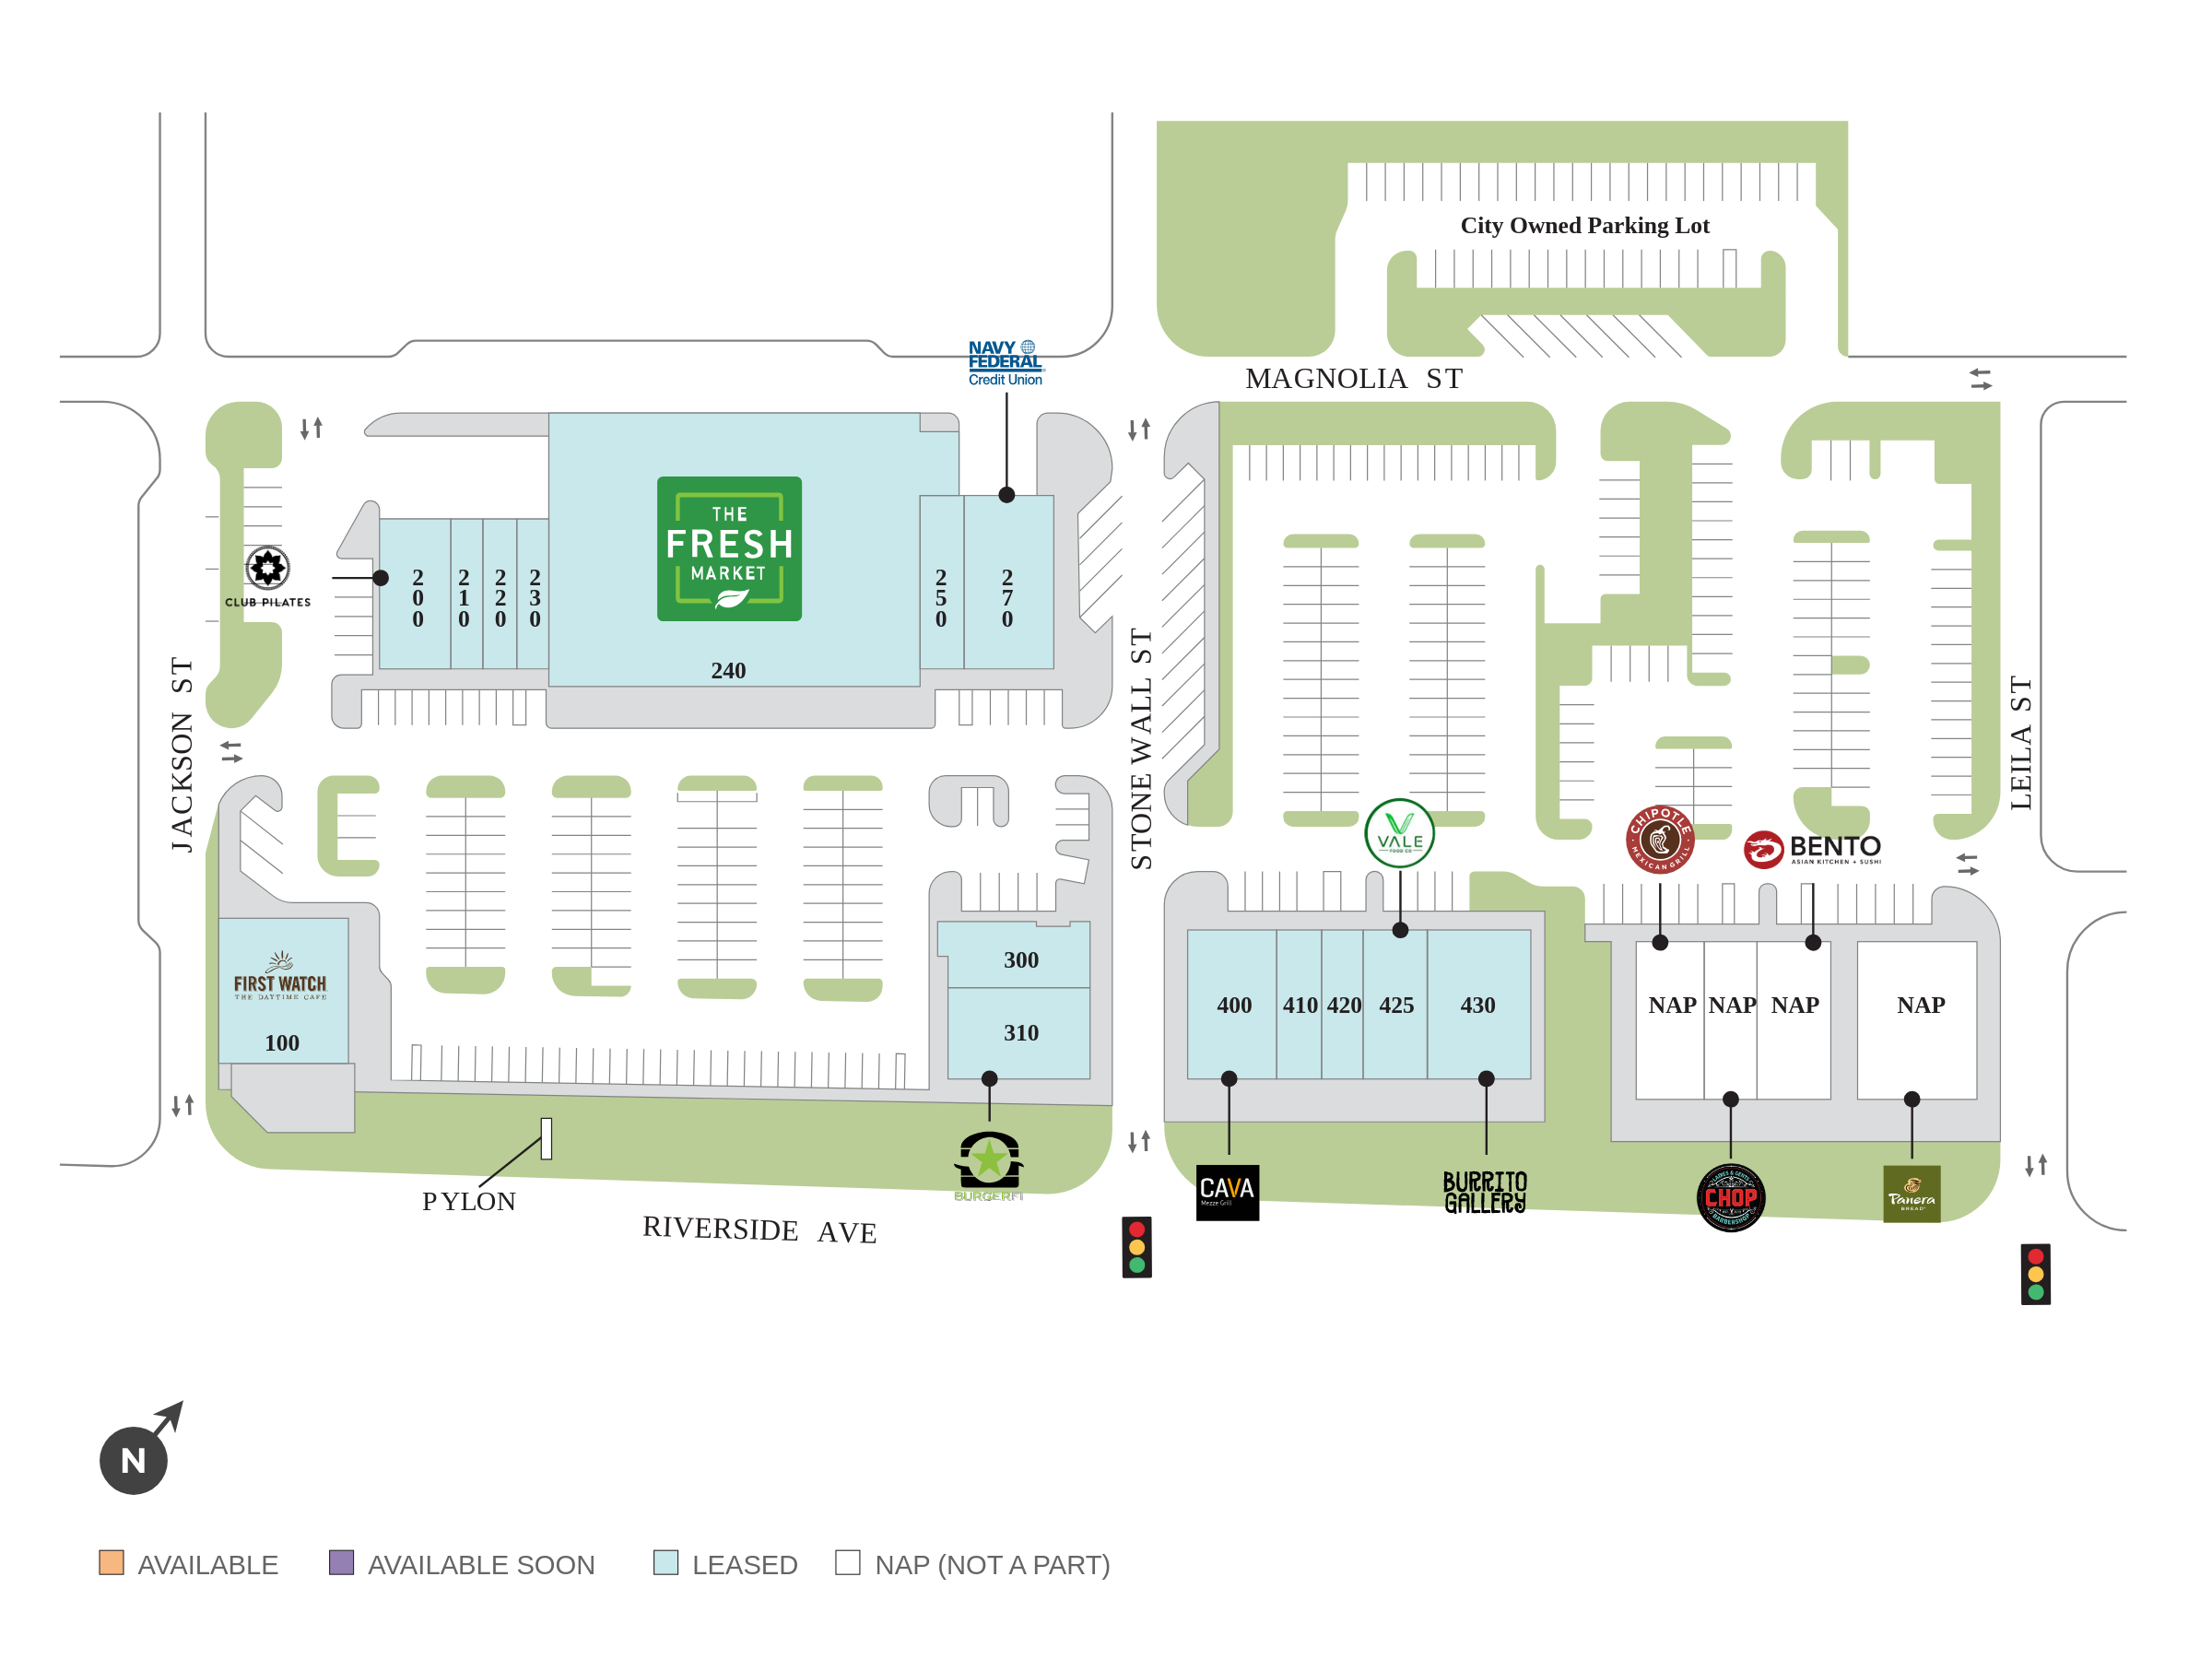 City Owned Parking Lot
NAVY
FEDERAL
Credit Union
MAGNOLIA ST
THE
FRESH
MARKET
CLUB PILATES
200
210
220
230
240
250
270
JACKSON ST
STONE WALL ST
LEILA ST
VALE
FOOD CO
CHIPOTLE
MEXICAN GRILL
BENTO
ASIAN KITCHEN + SUSHI
FIRST WATCH
THE DAYTIME CAFE
100
300
310
400
410
420
425
430
NAP
NAP
NAP
NAP
PYLON
BURGERFI
RIVERSIDE AVE
CAVA
Mezze Grill
BURRITO
GALLERY
LADIES & GENTS
CHOP
BARBERSHOP
Panera
BREAD
N
AVAILABLE
AVAILABLE SOON
LEASED
NAP (NOT A PART)